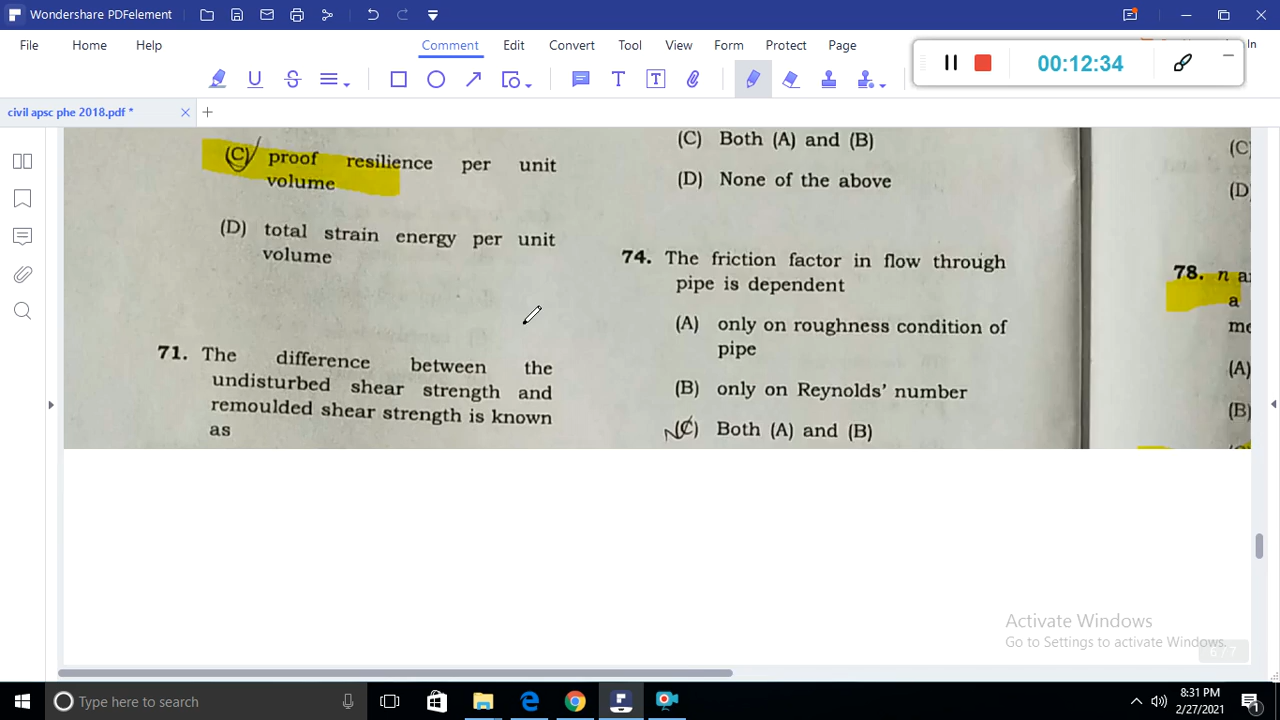 Wondershare PDFelement
File Home Help Comment Edit Convert Tool View Form Protect Page
00:12:34
In
civil apsc phe 2018.pdf *
(C) proof resilience per unit
volume
(D) total strain energy per unit
volume
71. The difference between the
undisturbed shear strength and
remoulded shear strength is known
as
(C) Both (A) and (B)
(D) None of the above
74. The friction factor in flow through
pipe is dependent
(A) only on roughness condition of
pipe
(B) only on Reynolds' number
(C) Both (A) and (B)
(C
(D
78. n a
a
me
(A)
(B)
Activate Windows
Go to Settings to activate Windows.
6 / 7
Type here to search
8:31 PM
2/27/2021